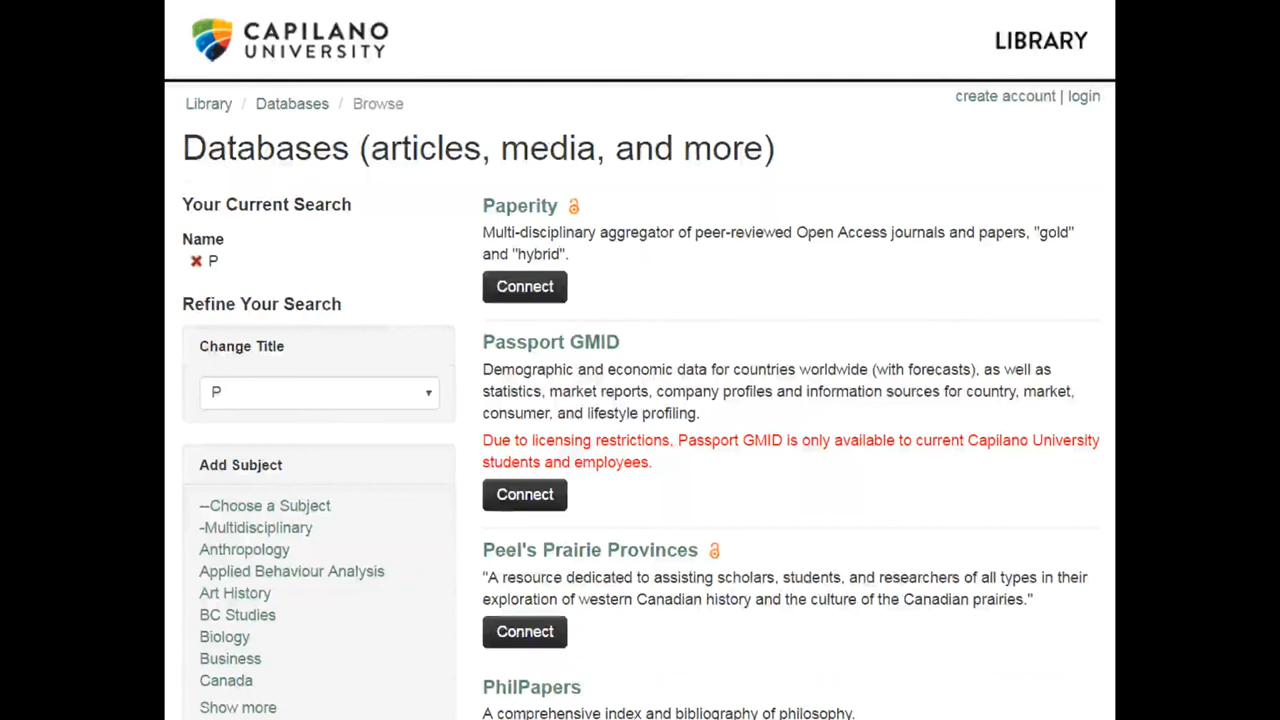 CAPILANO
UNIVERSITY
LIBRARY
Library / Databases / Browse
create account | login
Databases (articles, media, and more)
Your Current Search
Name
P
Refine Your Search
Change Title
P
Add Subject
--Choose a Subject
-Multidisciplinary
Anthropology
Applied Behaviour Analysis
Art History
BC Studies
Biology
Business
Canada
Show more
Paperity
Multi-disciplinary aggregator of peer-reviewed Open Access journals and papers, "gold"
and "hybrid".
Connect
Passport GMID
Demographic and economic data for countries worldwide (with forecasts), as well as
statistics, market reports, company profiles and information sources for country, market,
consumer, and lifestyle profiling.
Due to licensing restrictions, Passport GMID is only available to current Capilano University
students and employees.
Connect
Peel's Prairie Provinces
"A resource dedicated to assisting scholars, students, and researchers of all types in their
exploration of western Canadian history and the culture of the Canadian prairies."
Connect
PhilPapers
A comprehensive index and bibliography of philosophy.